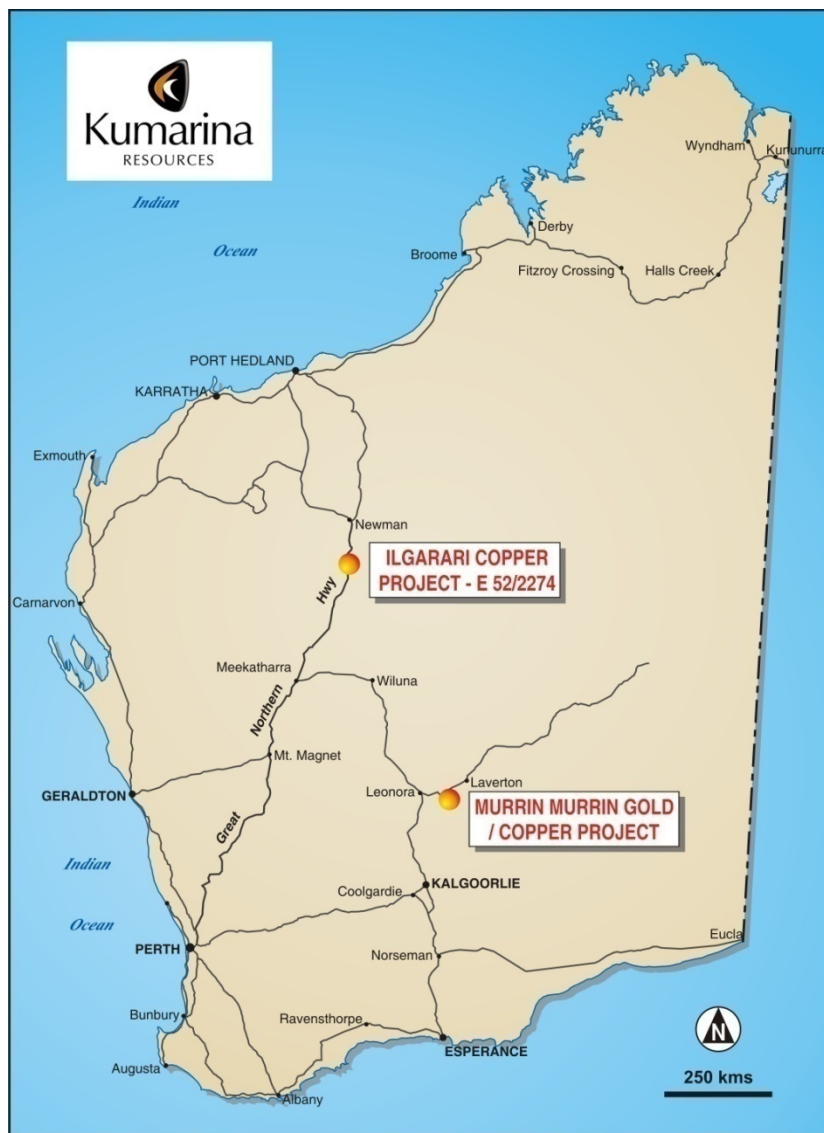 Kumarina
RESOURCES
Indian
Ocean
Wyndham
Kununurra
Derby
Broome
Fitzroy Crossing
Halls Creek
PORT HEDLAND
KARRATHA
Exmouth
Newman
ILGARARI COPPER
PROJECT - E 52/2274
Hwy
Carnarvon
Meekatharra
Wiluna
Northern
Mt. Magnet
Laverton
Leonora
GERALDTON
MURRIN MURRIN GOLD
/ COPPER PROJECT
Great
Indian
KALGOORLIE
Coolgardie
Ocean
Eucla
PERTH
Norseman
Bunbury
Ravensthorpe
N
ESPERANCE
Augusta
250 kms
Albany